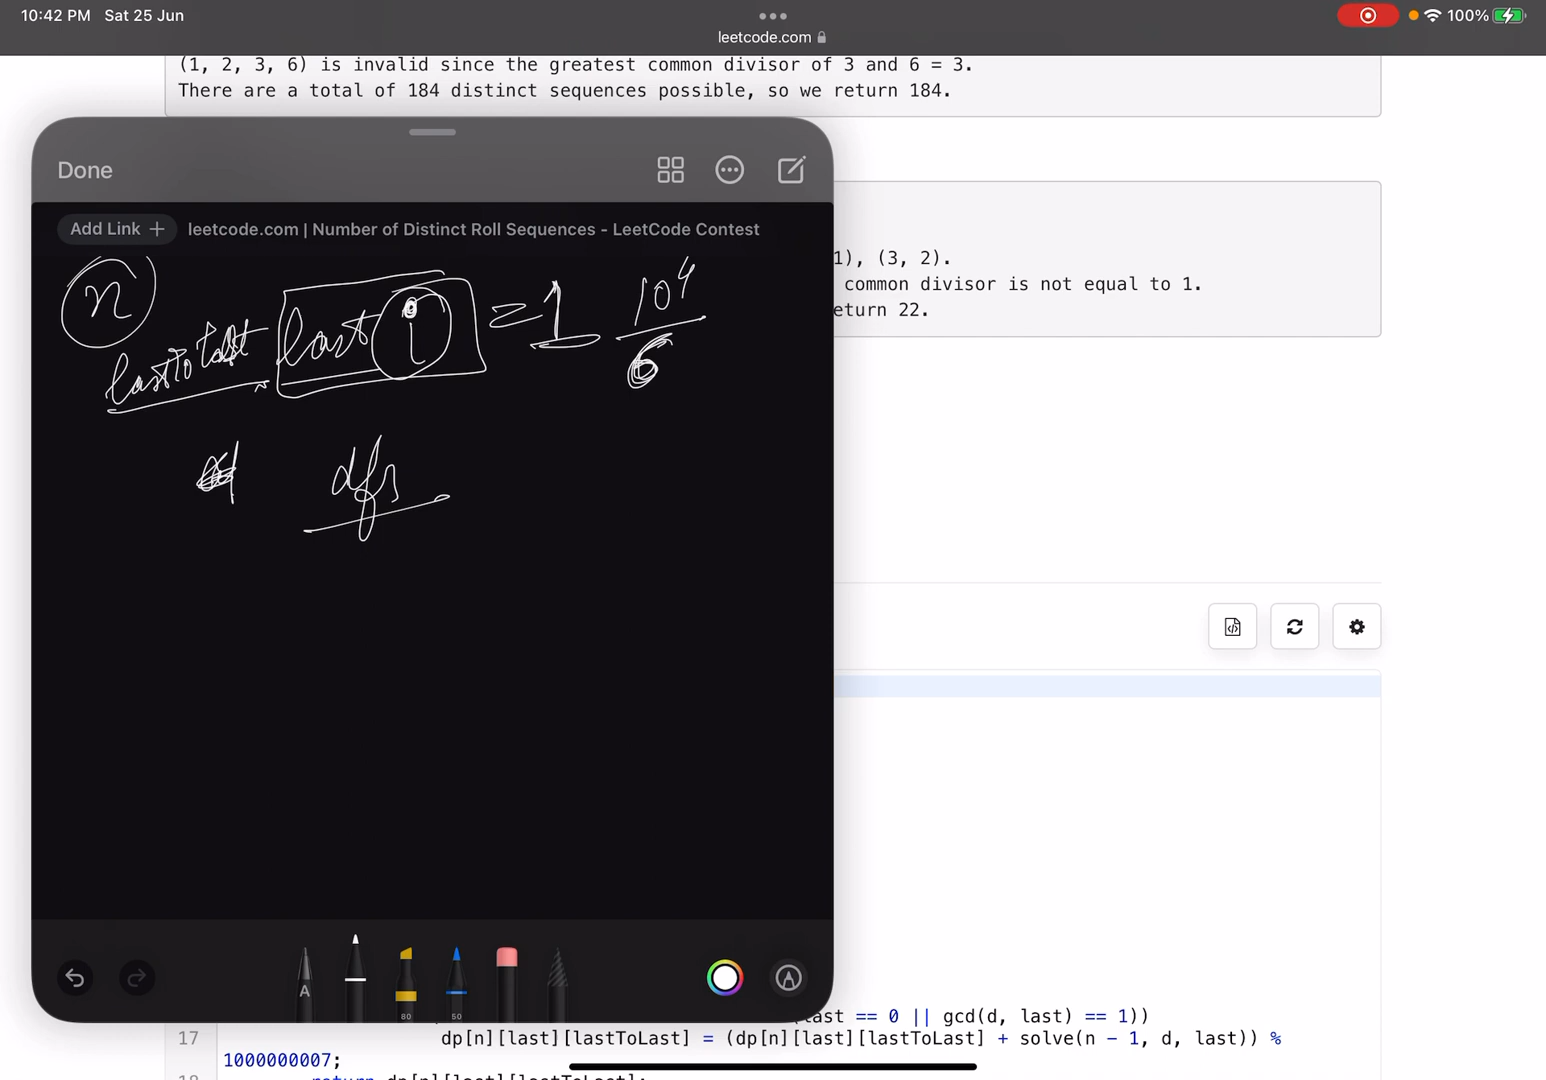 10:42 PM Sat 25 Jun
leetcode.com
100%
(1, 2, 3, 6) is invalid since the greatest common divisor of 3 and 6 = 3.
There are a total of 184 distinct sequences possible, so we return 184.
Done
Add Link + leetcode.com | Number of Distinct Roll Sequences - LeetCode Contest
1), (3, 2).
common divisor is not equal to 1.
eturn 22.
n
lastTo last i = 1 10^4
6
dfs
A 80 50
ast == 0 || gcd(d, last) == 1))
17 dp[n][last][lastToLast] = (dp[n][last][lastToLast] + solve(n - 1, d, last)) %
1000000007;